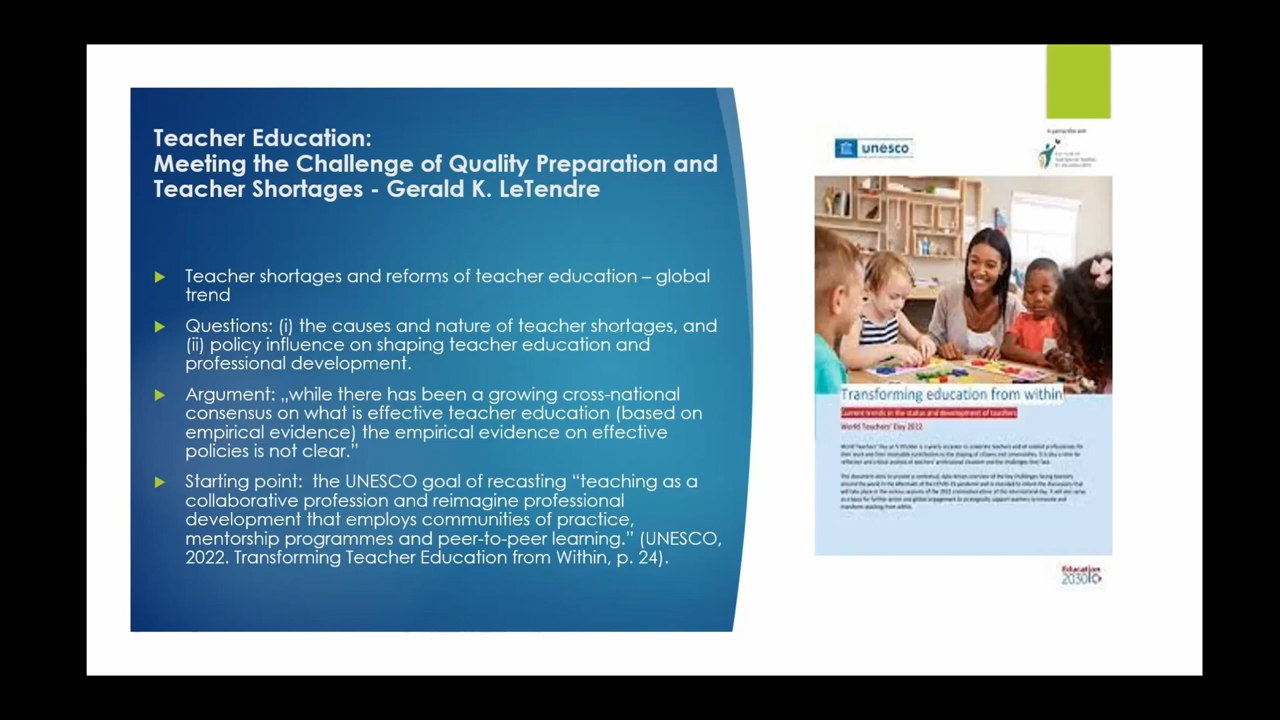 Teacher Education:
Meeting the Challenge of Quality Preparation and
Teacher Shortages - Gerald K. LeTendre
Teacher shortages and reforms of teacher education – global
trend
Questions: (i) the causes and nature of teacher shortages, and
(ii) policy influence on shaping teacher education and
professional development.
Argument: „while there has been a growing cross-national
consensus on what is effective teacher education (based on
empirical evidence) the empirical evidence on effective
policies is not clear.”
Starting point:  the UNESCO goal of recasting “teaching as a
collaborative profession and reimagine professional
development that employs communities of practice,
mentorship programmes and peer-to-peer learning.” (UNESCO,
2022. Transforming Teacher Education from Within, p. 24).
unesco
In partnership with
Transforming education from within
Current trends in the status and development of teachers
World Teachers' Day 2022
Education
2030